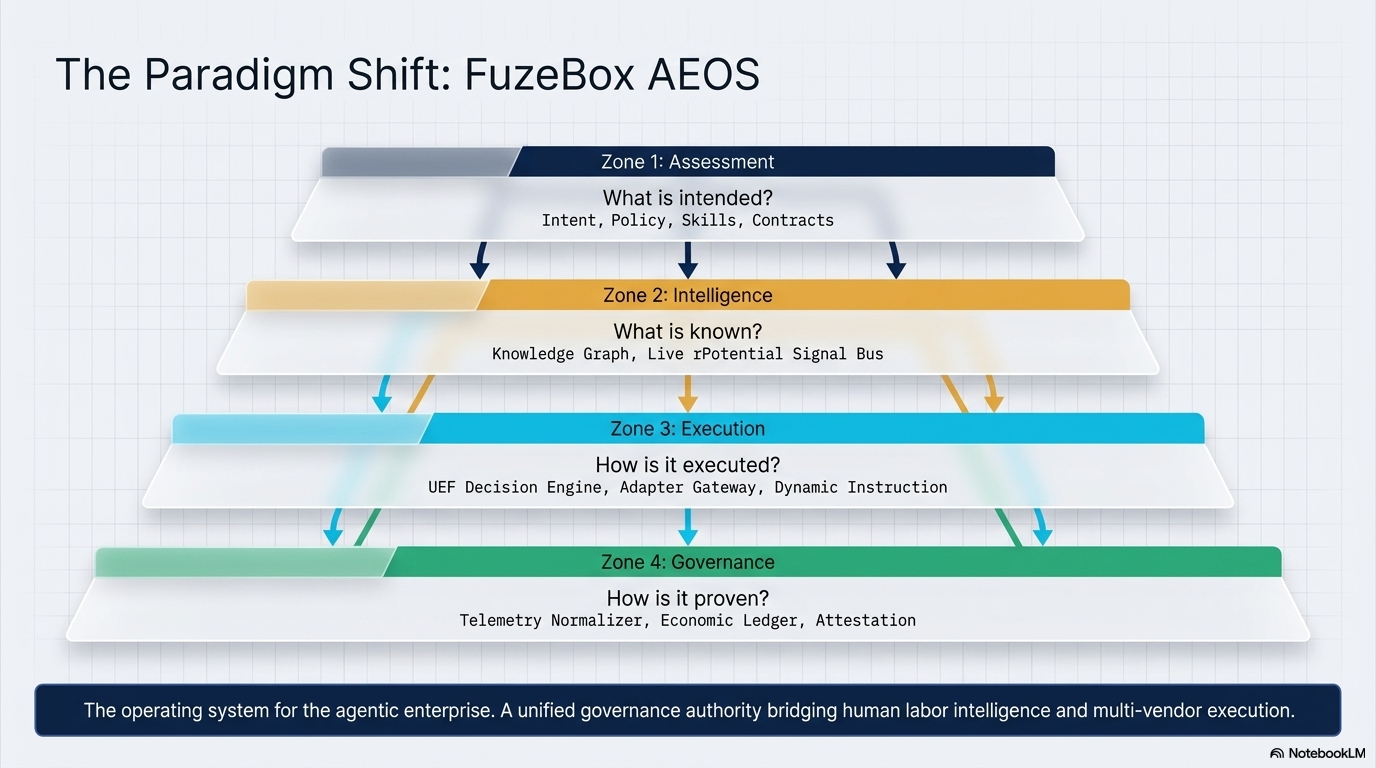 The Paradigm Shift: FuzeBox AEOS
Zone 1: Assessment
What is intended?
Intent, Policy, Skills, Contracts
Zone 2: Intelligence
What is known?
Knowledge Graph, Live rPotential Signal Bus
Zone 3: Execution
How is it executed?
UEF Decision Engine, Adapter Gateway, Dynamic Instruction
Zone 4: Governance
How is it proven?
Telemetry Normalizer, Economic Ledger, Attestation
The operating system for the agentic enterprise. A unified governance authority bridging human labor intelligence and multi-vendor execution.
NotebookLM